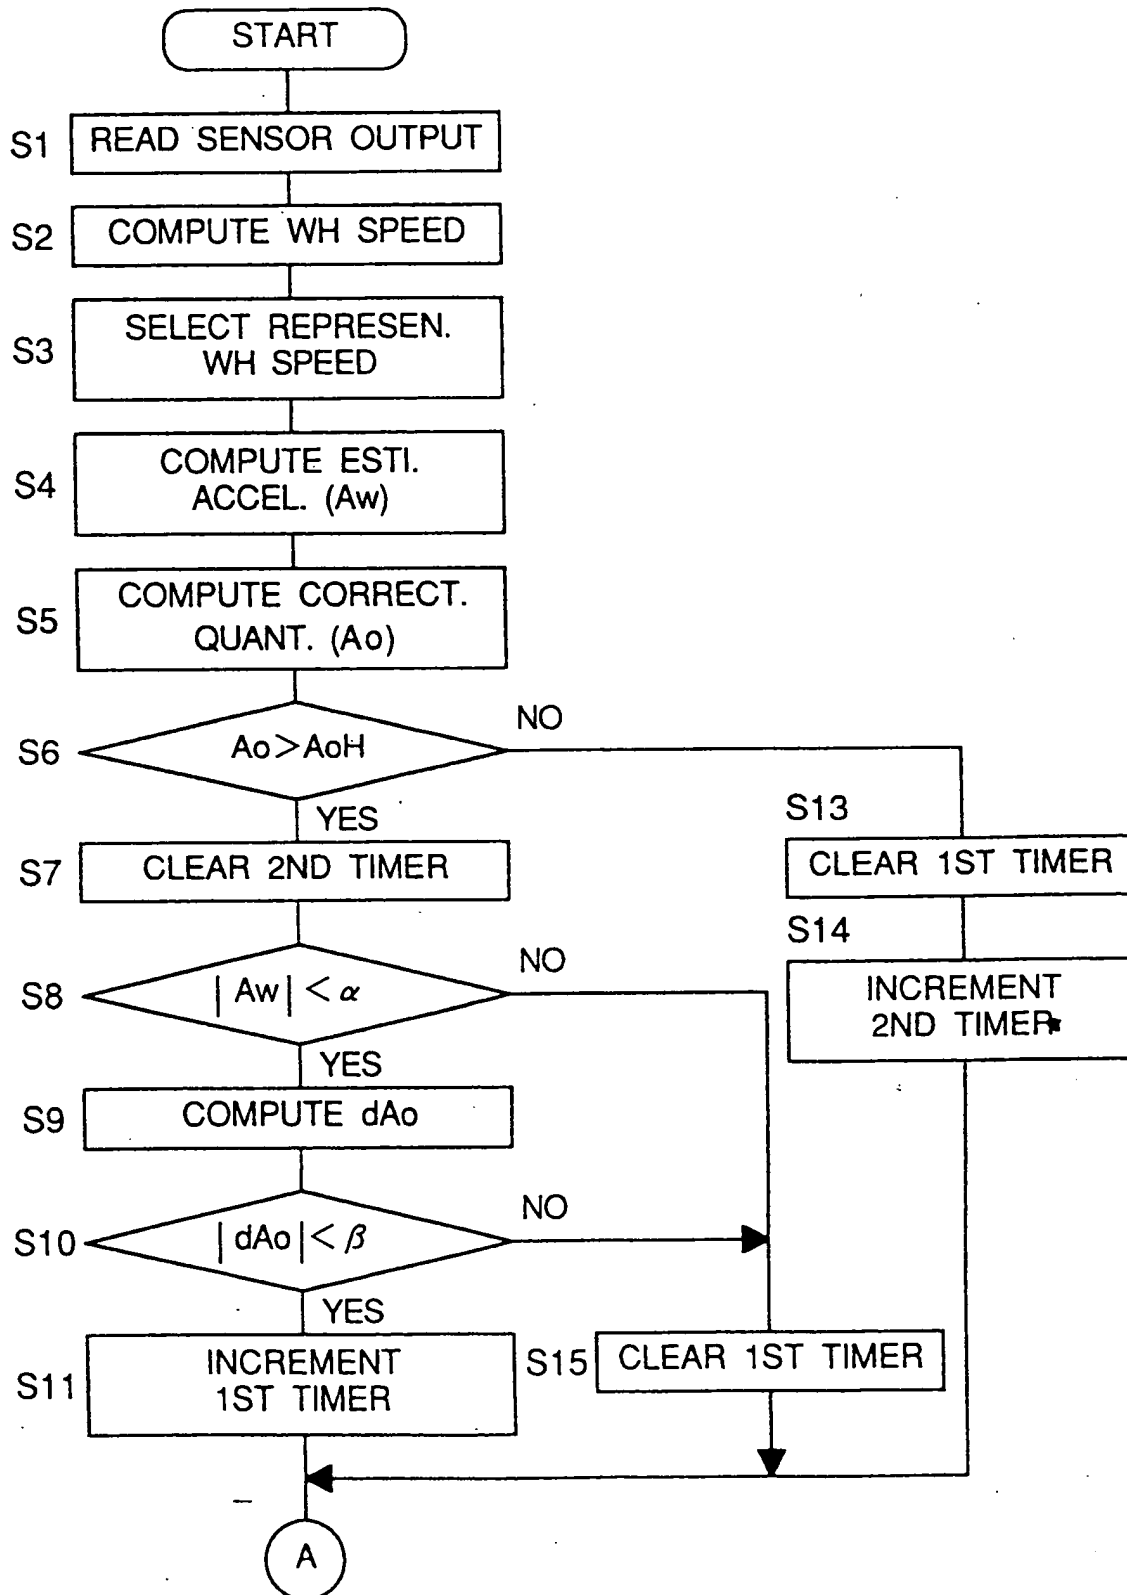 START
S1
READ SENSOR OUTPUT
S2
COMPUTE WH SPEED
S3
SELECT REPRESEN.
WH SPEED
S4
COMPUTE ESTI.
ACCEL. (Aw)
S5
COMPUTE CORRECT.
QUANT. (Ao)
S6
Ao>AoH
NO
YES
S13
CLEAR 1ST TIMER
S7
CLEAR 2ND TIMER
S14
INCREMENT
2ND TIMER
S8
| Aw | < α
NO
YES
S9
COMPUTE dAo
S10
| dAo | < β
NO
YES
S11
INCREMENT
1ST TIMER
S15
CLEAR 1ST TIMER
A